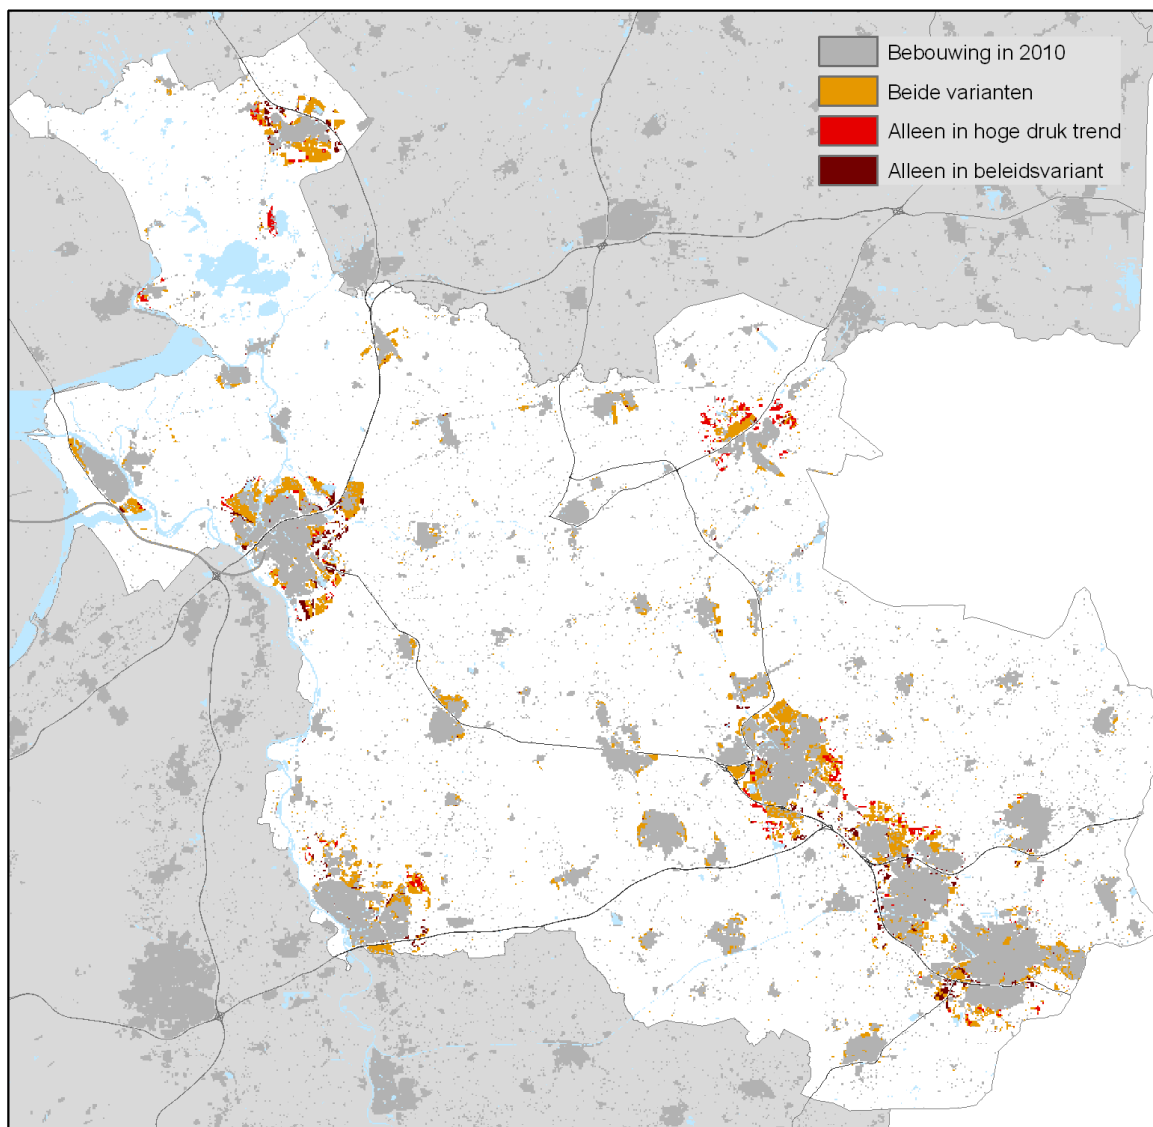 Bebouwing in 2010
Beide varianten
Alleen in hoge druk trend
Alleen in beleidsvariant